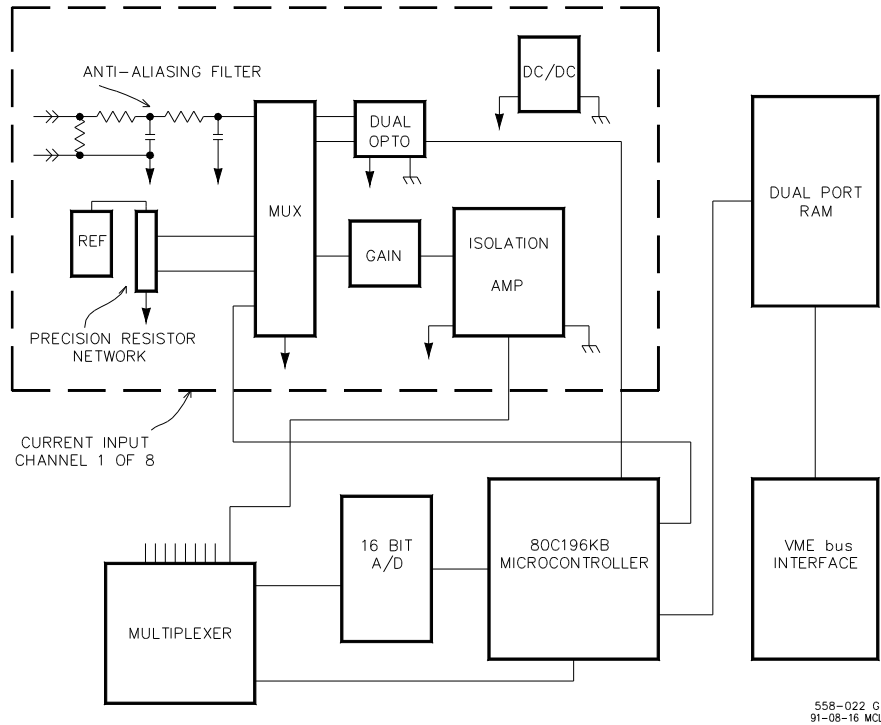 ANTI-ALIASING FILTER
DC/DC
DUAL
OPTO
MUX
REF
GAIN
ISOLATION
AMP
PRECISION RESISTOR
NETWORK
DUAL PORT
RAM
CURRENT INPUT
CHANNEL 1 OF 8
16 BIT
A/D
80C196KB
MICROCONTROLLER
VME bus
INTERFACE
MULTIPLEXER
558-022 G
91-08-16 MCL